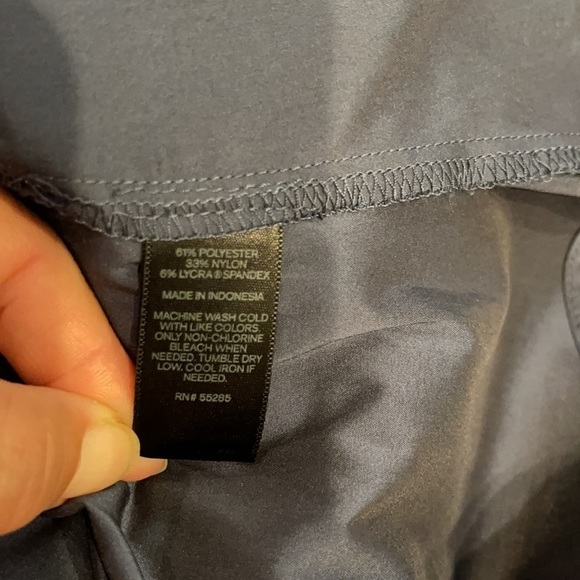 61% POLYESTER
33% NYLON
6% LYCRA® SPANDEX
MADE IN INDONESIA
MACHINE WASH COLD
WITH LIKE COLORS.
ONLY NON-CHLORINE
BLEACH WHEN
NEEDED. TUMBLE DRY
LOW. COOL IRON IF
NEEDED.
RN# 55285